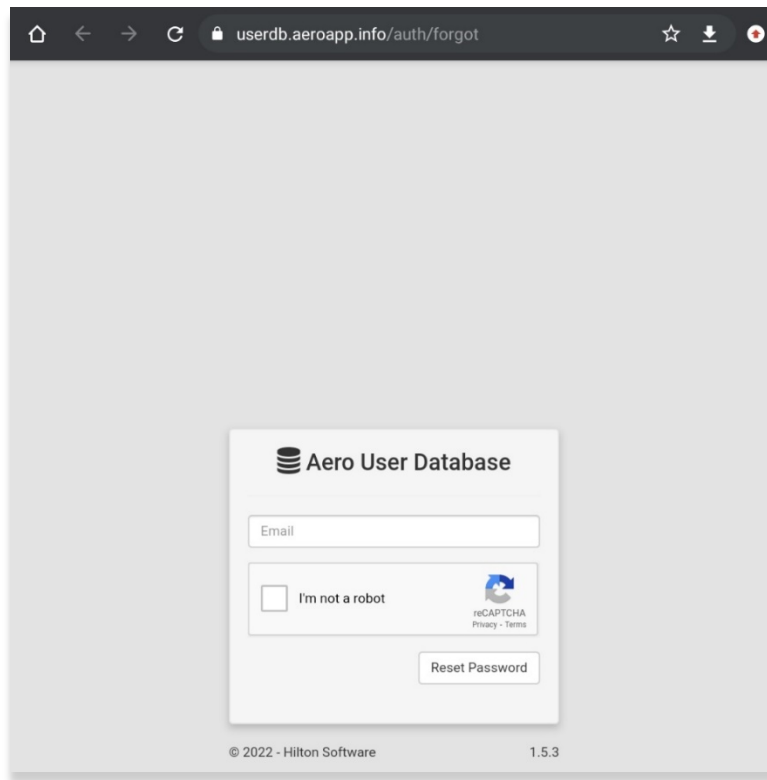 userdb.aeroapp.info/auth/forgot
Aero User Database
Email
I'm not a robot
reCAPTCHA
Privacy - Terms
Reset Password
© 2022 - Hilton Software 1.5.3